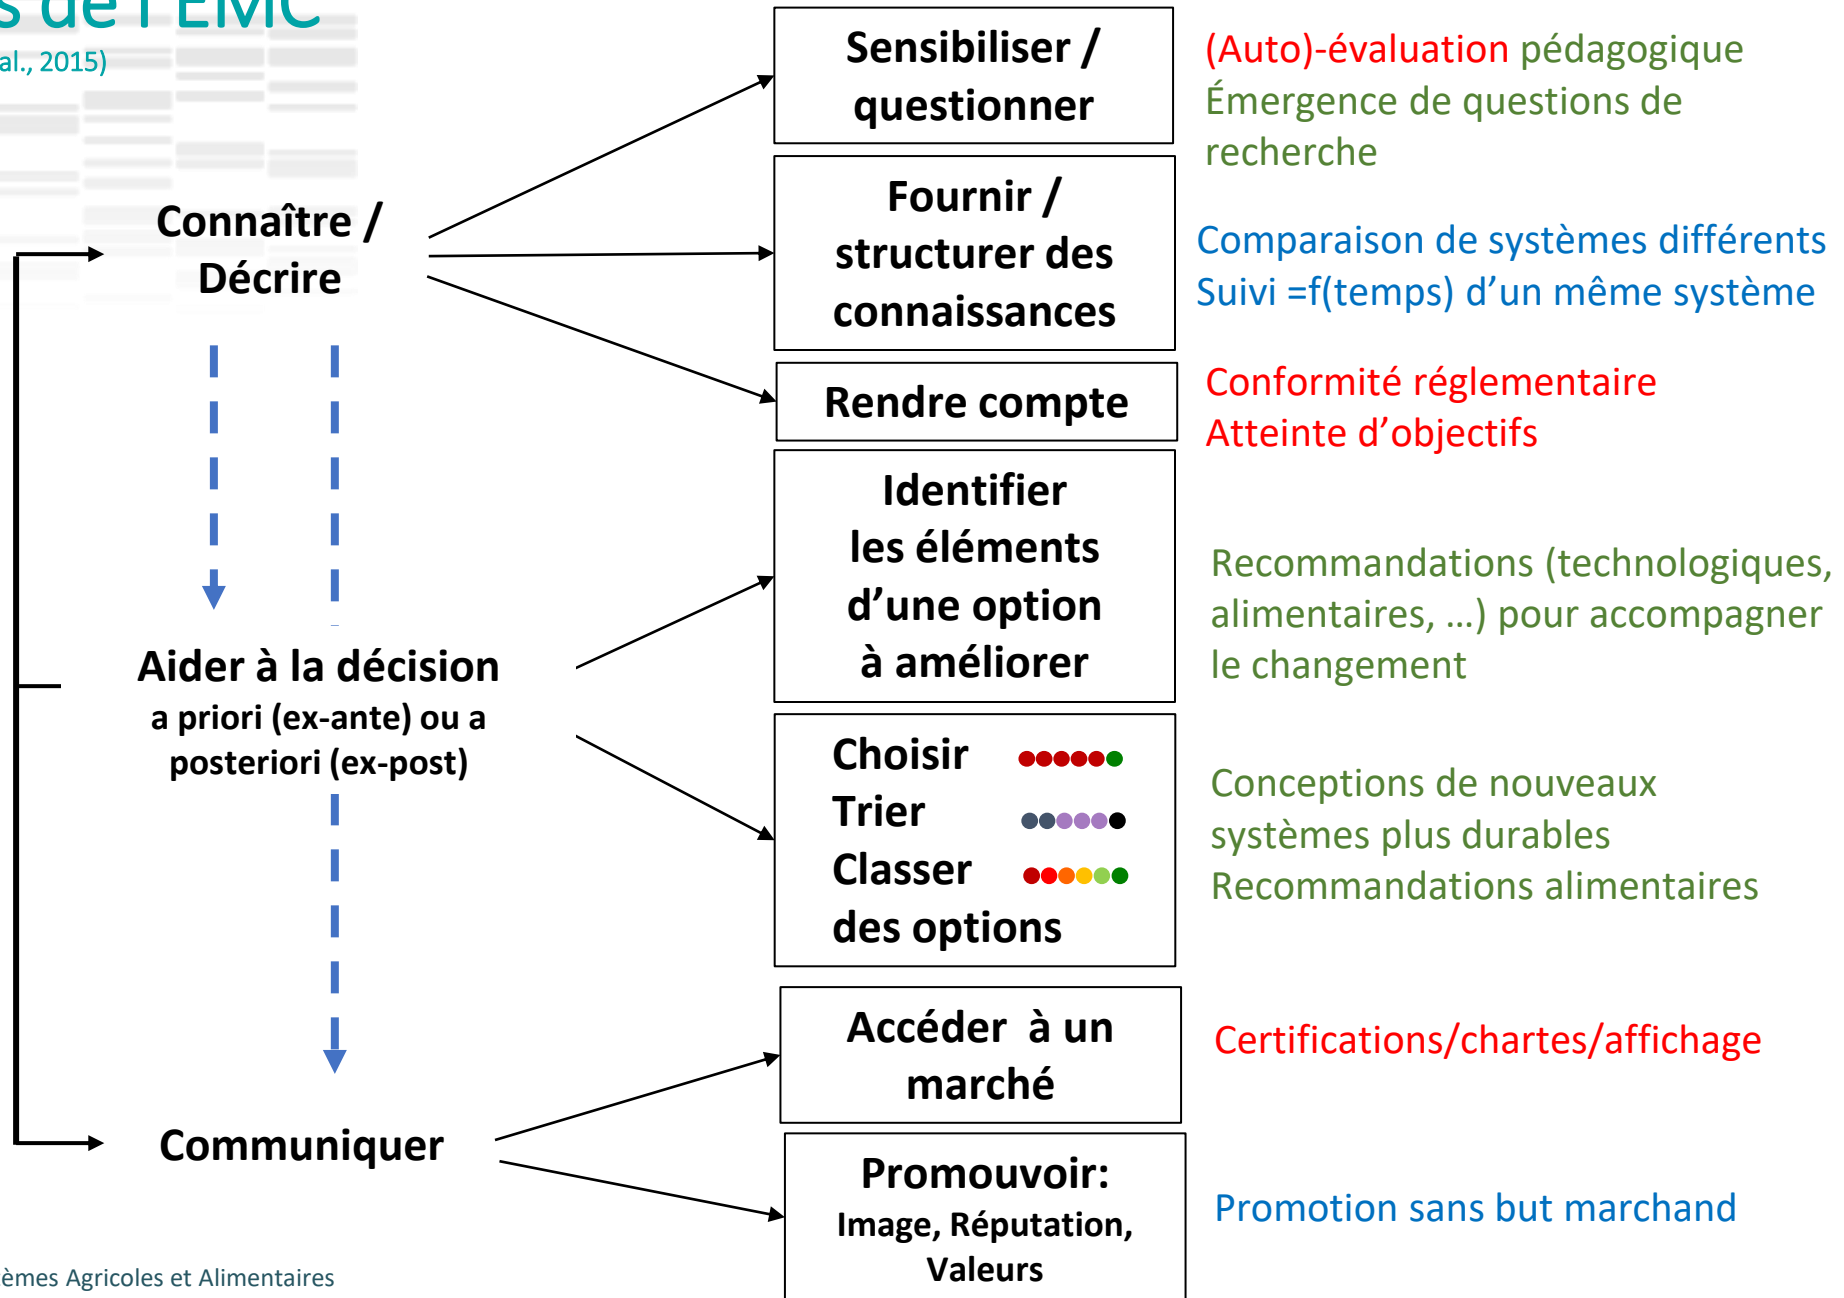 s de l'EMC
al., 2015)
Sensibiliser /
questionner
(Auto)-évaluation pédagogique
Émergence de questions de
recherche
Connaître /
Décrire
Fournir /
structurer des
connaissances
Comparaison de systèmes différents
Suivi =f(temps) d’un même système
Rendre compte
Conformité réglementaire
Atteinte d’objectifs
Identifier
les éléments
d’une option
à améliorer
Recommandations (technologiques,
alimentaires, …) pour accompagner
le changement
Aider à la décision
a priori (ex-ante) ou a
posteriori (ex-post)
Choisir
Trier
Classer
des options
Conceptions de nouveaux
systèmes plus durables
Recommandations alimentaires
Accéder à un
marché
Certifications/chartes/affichage
Communiquer
Promouvoir:
Image, Réputation,
Valeurs
Promotion sans but marchand
tèmes Agricoles et Alimentaires